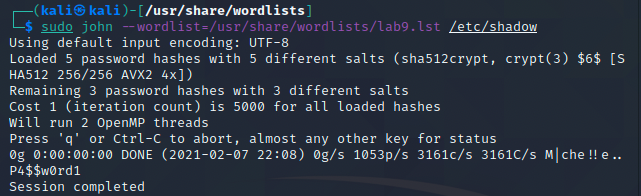 ┌──(kali㉿kali)-[/usr/share/wordlists]
└─$ sudo john --wordlist=/usr/share/wordlists/lab9.lst /etc/shadow
Using default input encoding: UTF-8
Loaded 5 password hashes with 5 different salts (sha512crypt, crypt(3) $6$ [S
HA512 256/256 AVX2 4x])
Remaining 3 password hashes with 3 different salts
Cost 1 (iteration count) is 5000 for all loaded hashes
Will run 2 OpenMP threads
Press 'q' or Ctrl-C to abort, almost any other key for status
0g 0:00:00:00 DONE (2021-02-07 22:08) 0g/s 1053p/s 3161c/s 3161C/s M|che!!e..
P4$$w0rd1
Session completed